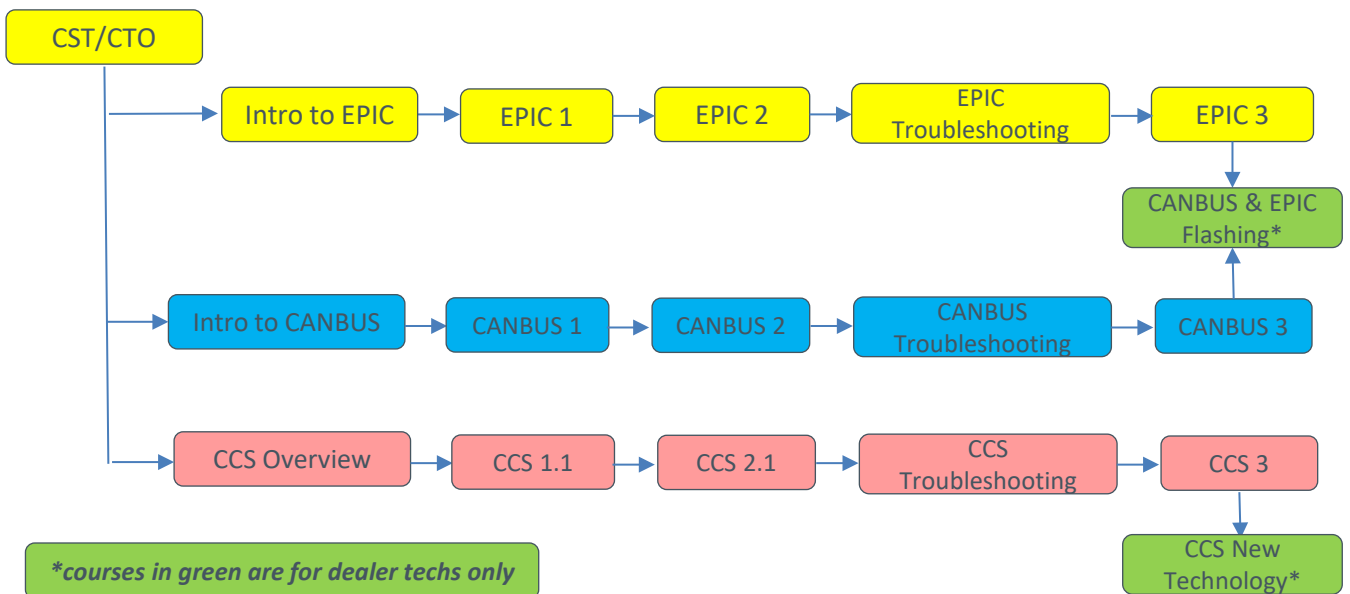 CST/CTO
Intro to EPIC
EPIC 1
EPIC 2
EPIC
Troubleshooting
EPIC 3
CANBUS & EPIC
Flashing*
Intro to CANBUS
CANBUS 1
CANBUS 2
CANBUS
Troubleshooting
CANBUS 3
CCS Overview
CCS 1.1
CCS 2.1
CCS
Troubleshooting
CCS 3
CCS New
Technology*
*courses in green are for dealer techs only